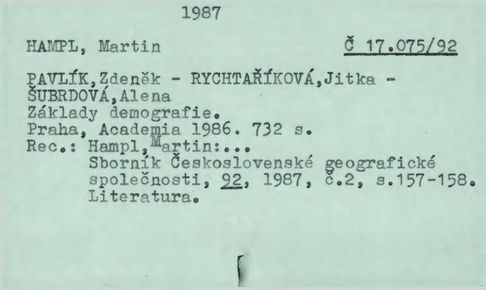 1987
HAMPL, Martin Č 17.075/92
PAVLÍK,Zdeněk - RYCHTAŘÍKOVÁ,Jitka -
ŠUBRDOVÁ,Alena
Základy demografie.
Praha, Academia 1986. 732 s.
Rec.: Hampl,Martin:...
Sborník Československé geografické
společnosti, 92, 1987, č.2, s.157-158.
Literatura.